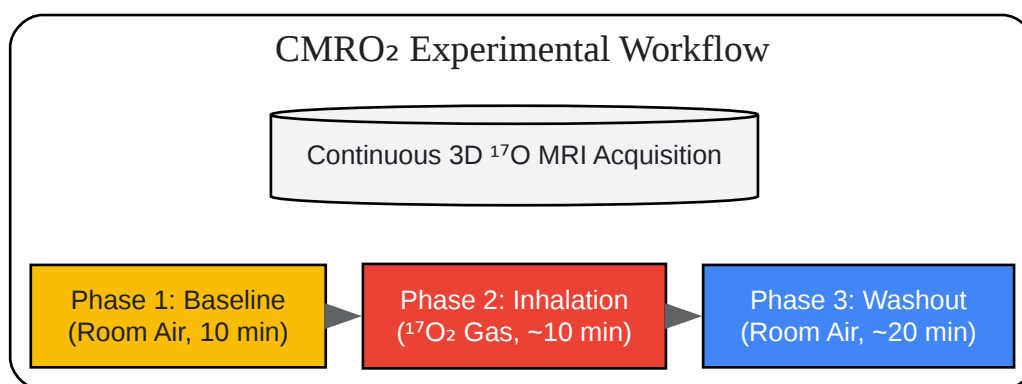 CMRO₂ Experimental Workflow
Continuous 3D ¹⁷O MRI Acquisition
Phase 1: Baseline
(Room Air, 10 min)
Phase 2: Inhalation
(¹⁷O₂ Gas, ~10 min)
Phase 3: Washout
(Room Air, ~20 min)